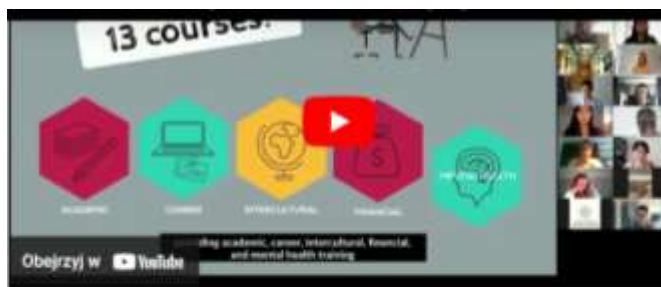 13 courses!
ACADEMIC
CAREER
INTERCULTURAL
FINANCIAL
MENTAL HEALTH
academic, career, intercultural, financial,
and mental health training
Obejrzyj w YouTube